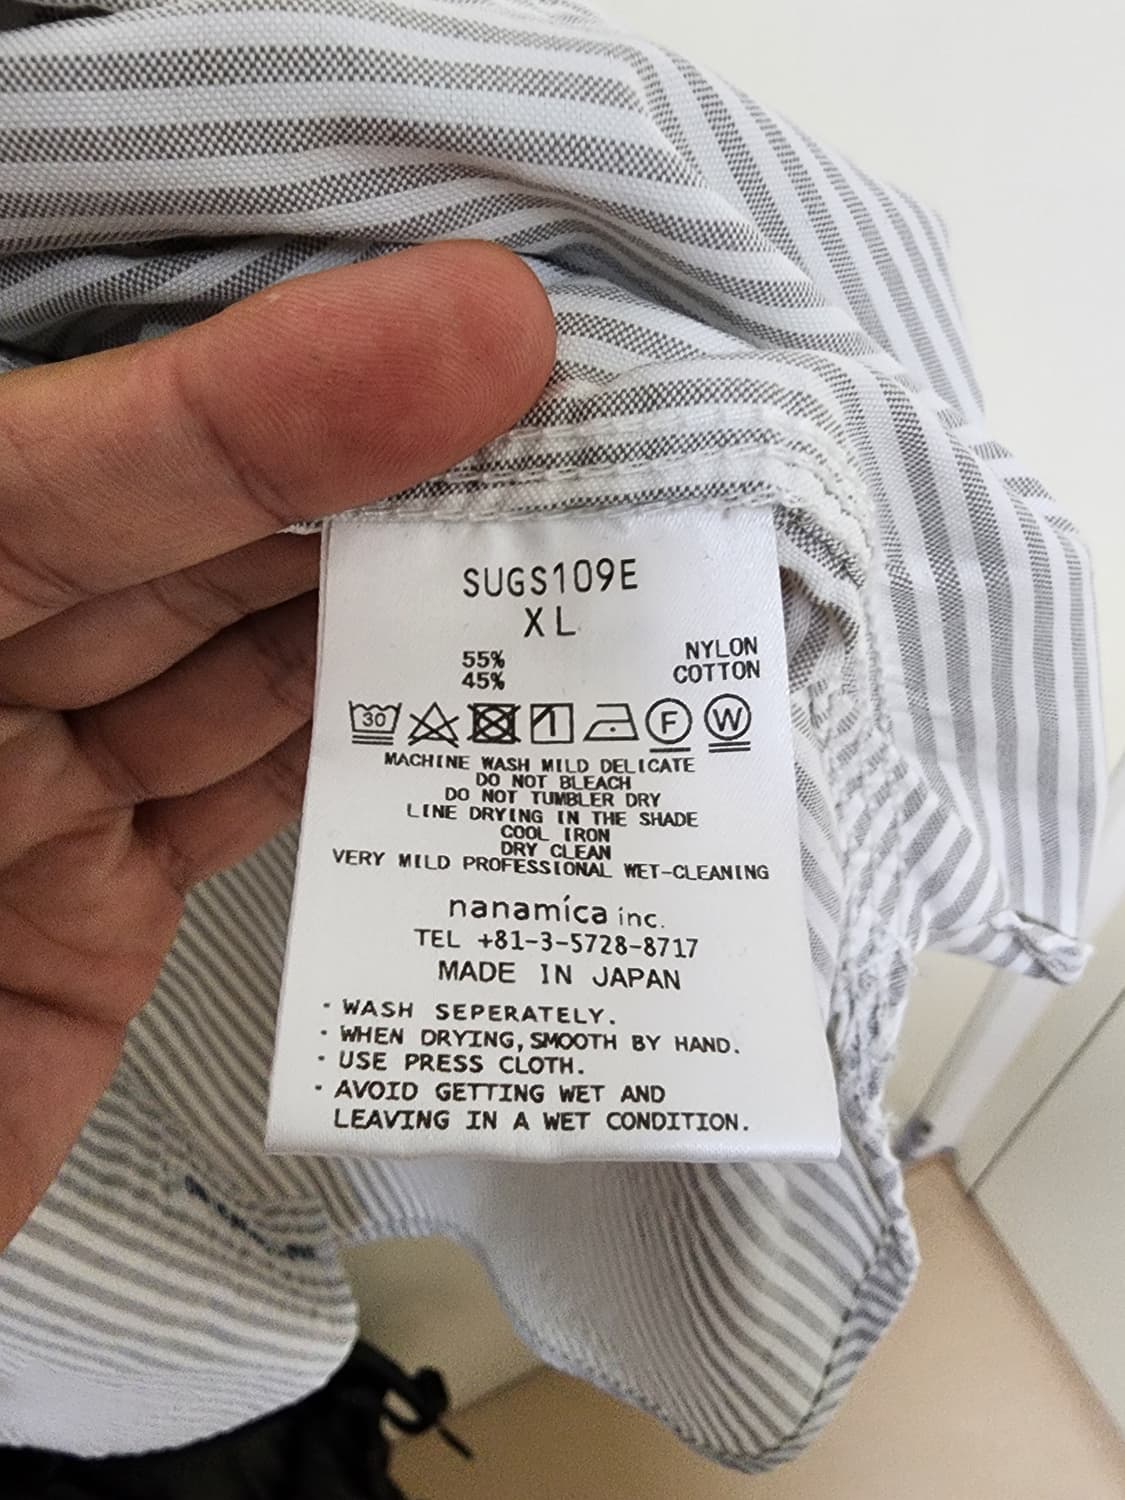 SUGS109E
XL
55% NYLON
45% COTTON
30 F W
MACHINE WASH MILD DELICATE
DO NOT BLEACH
DO NOT TUMBLER DRY
LINE DRYING IN THE SHADE
COOL IRON
DRY CLEAN
VERY MILD PROFESSIONAL WET-CLEANING
nanamíca inc.
TEL +81-3-5728-8717
MADE IN JAPAN
· WASH SEPERATELY.
· WHEN DRYING, SMOOTH BY HAND.
· USE PRESS CLOTH.
· AVOID GETTING WET AND
LEAVING IN A WET CONDITION.